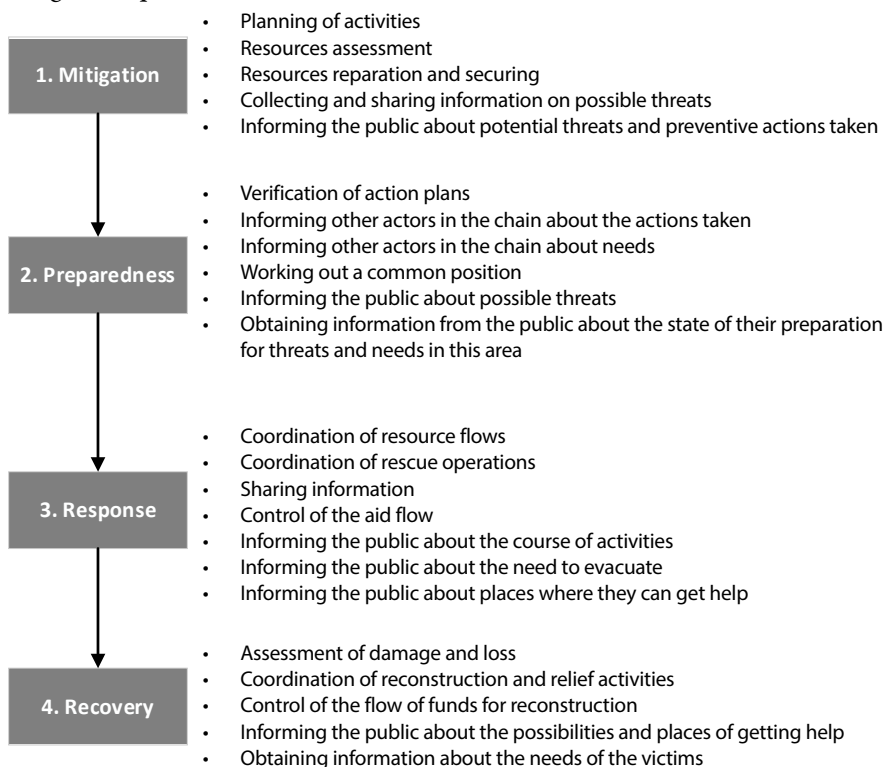 • Planning of activities
• Resources assessment
1. Mitigation
• Resources reparation and securing
• Collecting and sharing information on possible threats
• Informing the public about potential threats and preventive actions taken
• Verification of action plans
• Informing other actors in the chain about the actions taken
• Informing other actors in the chain about needs
2. Preparedness
• Working out a common position
• Informing the public about possible threats
• Obtaining information from the public about the state of their preparation
for threats and needs in this area
• Coordination of resource flows
• Coordination of rescue operations
• Sharing information
3. Response
• Control of the aid flow
• Informing the public about the course of activities
• Informing the public about the need to evacuate
• Informing the public about places where they can get help
• Assessment of damage and loss
• Coordination of reconstruction and relief activities
4. Recovery
• Control of the flow of funds for reconstruction
• Informing the public about the possibilities and places of getting help
• Obtaining information about the needs of the victims